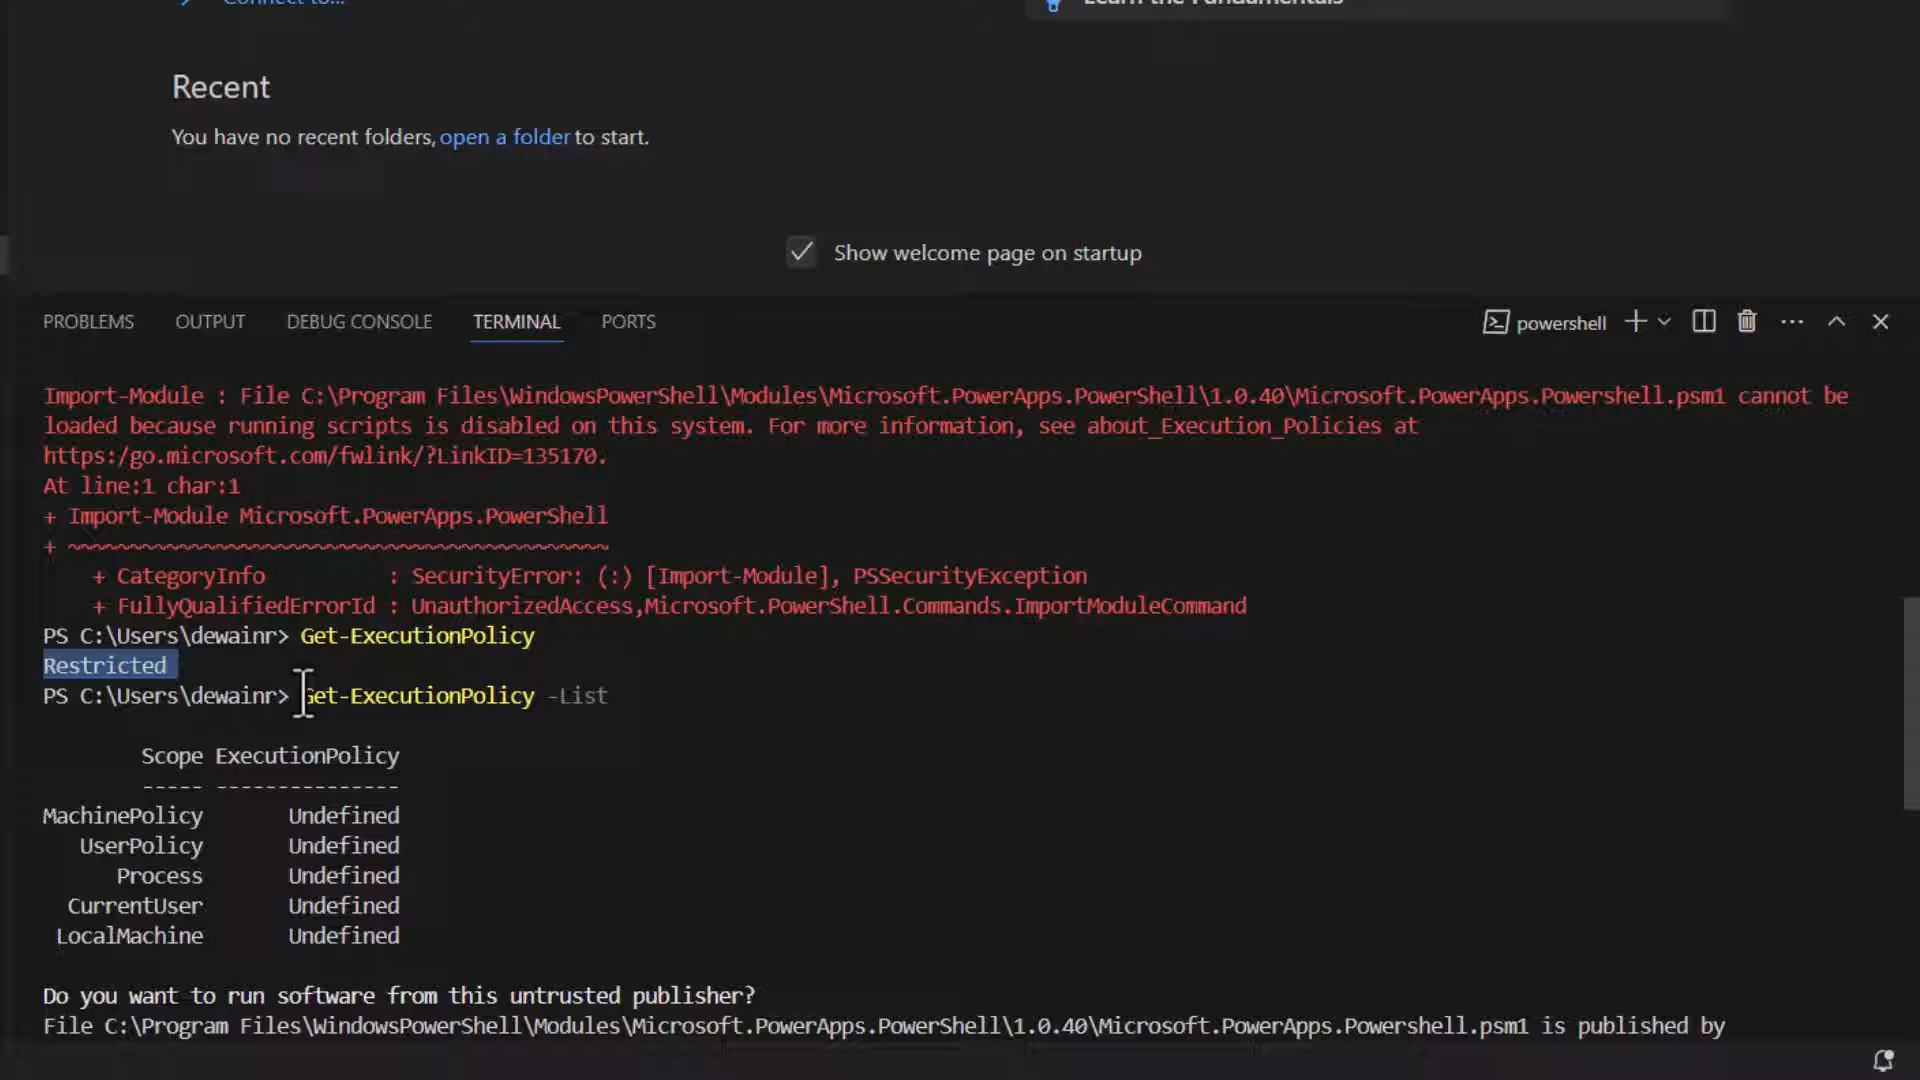 Connect to...
Learn the Fundamentals
Recent
You have no recent folders, open a folder to start.
Show welcome page on startup
PROBLEMS OUTPUT DEBUG CONSOLE TERMINAL PORTS
powershell
Import-Module : File C:\Program Files\WindowsPowerShell\Modules\Microsoft.PowerApps.PowerShell\1.0.40\Microsoft.PowerApps.Powershell.psm1 cannot be
loaded because running scripts is disabled on this system. For more information, see about_Execution_Policies at
https:/go.microsoft.com/fwlink/?LinkID=135170.
At line:1 char:1
+ Import-Module Microsoft.PowerApps.PowerShell
+ ~~~~~~~~~~~~~~~~~~~~~~~~~~~~~~~~~~~~~~~~~~~~
+ CategoryInfo : SecurityError: (:) [Import-Module], PSSecurityException
+ FullyQualifiedErrorId : UnauthorizedAccess,Microsoft.PowerShell.Commands.ImportModuleCommand
PS C:\Users\dewainr> Get-ExecutionPolicy
Restricted
PS C:\Users\dewainr> Get-ExecutionPolicy -List
Scope ExecutionPolicy
----- ---------------
MachinePolicy Undefined
UserPolicy Undefined
Process Undefined
CurrentUser Undefined
LocalMachine Undefined
Do you want to run software from this untrusted publisher?
File C:\Program Files\WindowsPowerShell\Modules\Microsoft.PowerApps.PowerShell\1.0.40\Microsoft.PowerApps.Powershell.psm1 is published by